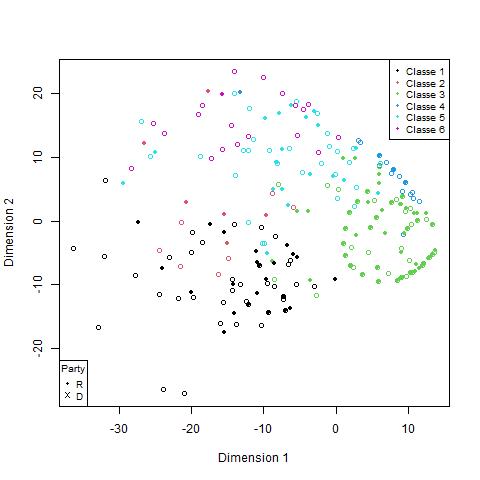 Classe 1
Classe 2
Classe 3
Classe 4
Classe 5
Classe 6
Dimension 2
20
10
0
-10
-20
Party
R
D
-30
-20
-10
0
10
Dimension 1